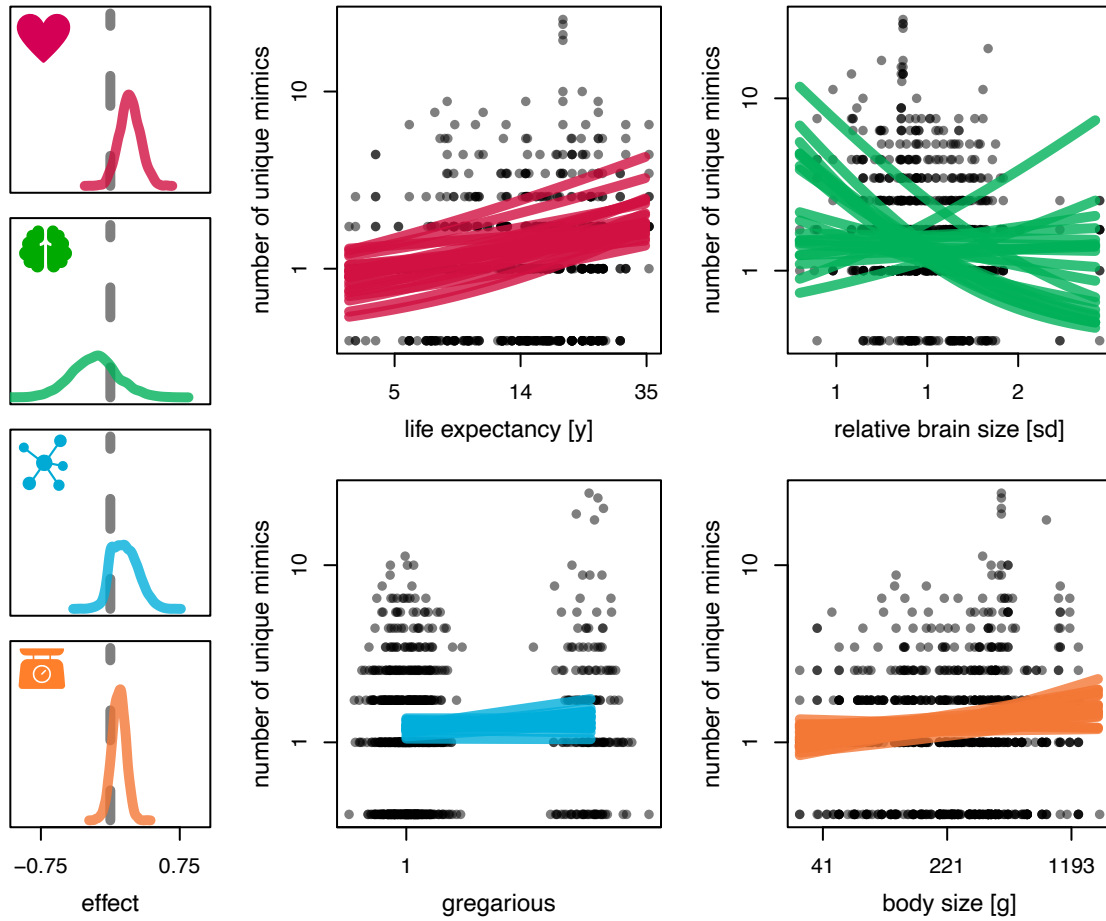 −0.75
0.75
effect
number of unique mimics
10
1
5
14
35
life expectancy [y]
number of unique mimics
10
1
1
1
2
relative brain size [sd]
number of unique mimics
10
1
1
gregarious
number of unique mimics
10
1
41
221
1193
body size [g]